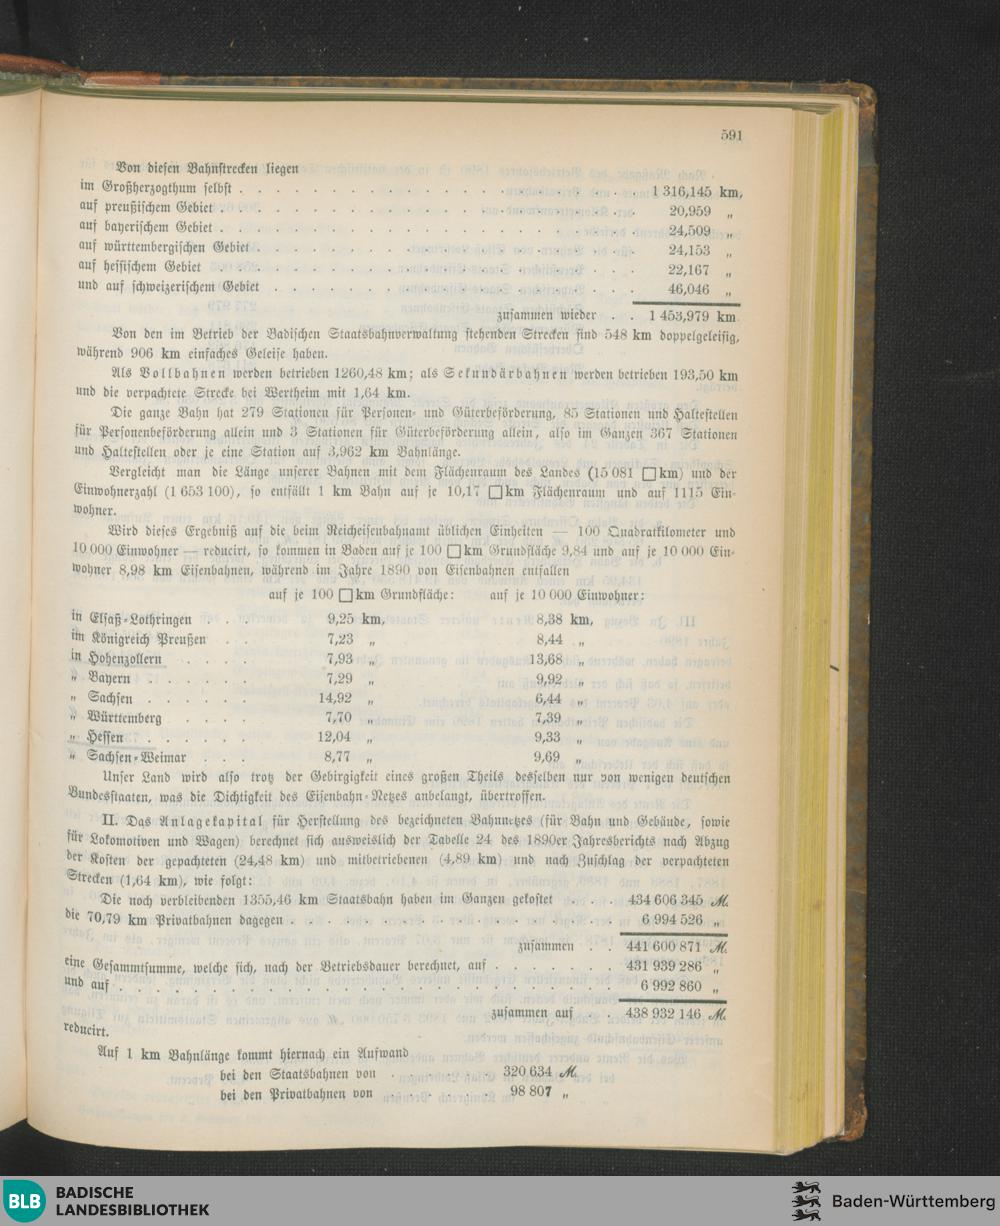 591
Von diesen Bahnstrecken liegen
im Großherzogthum selbst . . . . . . . . . . . . . . . . . . 1 316,145 km,
auf preußischem Gebiet . . . . . . . . . . . . . . . . . . . 20,959 „
auf bayerischem Gebiet . . . . . . . . . . . . . . . . . . . 24,509 „
auf württembergischen Gebiet . . . . . . . . . . . . . . . . . 24,153 „
auf hessischem Gebiet . . . . . . . . . . . . . . . . . . . 22,167 „
und auf schweizerischem Gebiet . . . . . . . . . . . . . . . . 46,046 „
zusammen wieder . . 1 453,979 km.
Von den im Betrieb der Badischen Staatsbahnverwaltung stehenden Strecken sind 548 km doppelgeleisig,
während 906 km einfaches Geleise haben.
Als Vollbahnen werden betrieben 1260,48 km; als Sekundärbahnen werden betrieben 193,50 km
und die verpachtete Strecke bei Wertheim mit 1,64 km.
Die ganze Bahn hat 279 Stationen für Personen- und Güterbeförderung, 85 Stationen und Haltestellen
für Personenbeförderung allein und 3 Stationen für Güterbeförderung allein, also im Ganzen 367 Stationen
und Haltestellen oder je eine Station auf 3,962 km Bahnlänge.
Vergleicht man die Länge unserer Bahnen mit dem Flächenraum des Landes (15 081 □km) und der
Einwohnerzahl (1 653 100), so entfällt 1 km Bahn auf je 10,17 □km Flächenraum und auf 1115 Ein-
wohner.
Wird dieses Ergebniß auf die beim Reichseisenbahnamt üblichen Einheiten — 100 Quadratkilometer und
10 000 Einwohner — reducirt, so kommen in Baden auf je 100 □km Grundfläche 9,84 und auf je 10 000 Ein-
wohner 8,98 km Eisenbahnen, während im Jahre 1890 von Eisenbahnen entfallen
auf je 100 □km Grundfläche: auf je 10 000 Einwohner:
in Elsaß-Lothringen . . . 9,25 km, 8,38 km,
im Königreich Preußen . . 7,23 „ 8,44 „
in Hohenzollern . . . . 7,93 „ 13,68 „
„ Bayern . . . . . . 7,29 „ 9,92 „
„ Sachsen . . . . . . 14,92 „ 6,44 „
„ Württemberg . . . . 7,70 „ 7,39 „
„ Hessen . . . . . . 12,04 „ 9,33 „
„ Sachsen-Weimar . . . 8,77 „ 9,69 „
Unser Land wird also trotz der Gebirgigkeit eines großen Theils desselben nur von wenigen deutschen
Bundesstaaten, was die Dichtigkeit des Eisenbahn-Netzes anbelangt, übertroffen.
II. Das Anlagekapital für Herstellung des bezeichneten Bahnnetzes (für Bahn und Gebäude, sowie
für Lokomotiven und Wagen) berechnet sich ausweislich der Tabelle 24 des 1890er Jahresberichts nach Abzug
der Kosten der gepachteten (24,48 km) und mitbetriebenen (4,89 km) und nach Zuschlag der verpachteten
Strecken (1,64 km), wie folgt:
Die noch verbleibenden 1355,46 km Staatsbahn haben im Ganzen gekostet . . . 434 606 345 ℳ.
die 70,79 km Privatbahnen dagegen . . . . . . . . . . . . . . 6 994 526 „
zusammen . . 441 600 871 ℳ.
eine Gesammtsumme, welche sich, nach der Betriebsdauer berechnet, auf . . . . . . 431 939 286 „
und auf . . . . . . . . . . . . . . . . . . . . . . 6 992 860 „
zusammen auf . 438 932 146 ℳ.
reducirt.
Auf 1 km Bahnlänge kommt hiernach ein Aufwand
bei den Staatsbahnen von . . . . . . 320 634 ℳ.
bei den Privatbahnen von . . . . . . 98 807 „
BLB
BADISCHE
LANDESBIBLIOTHEK
Baden-Württemberg